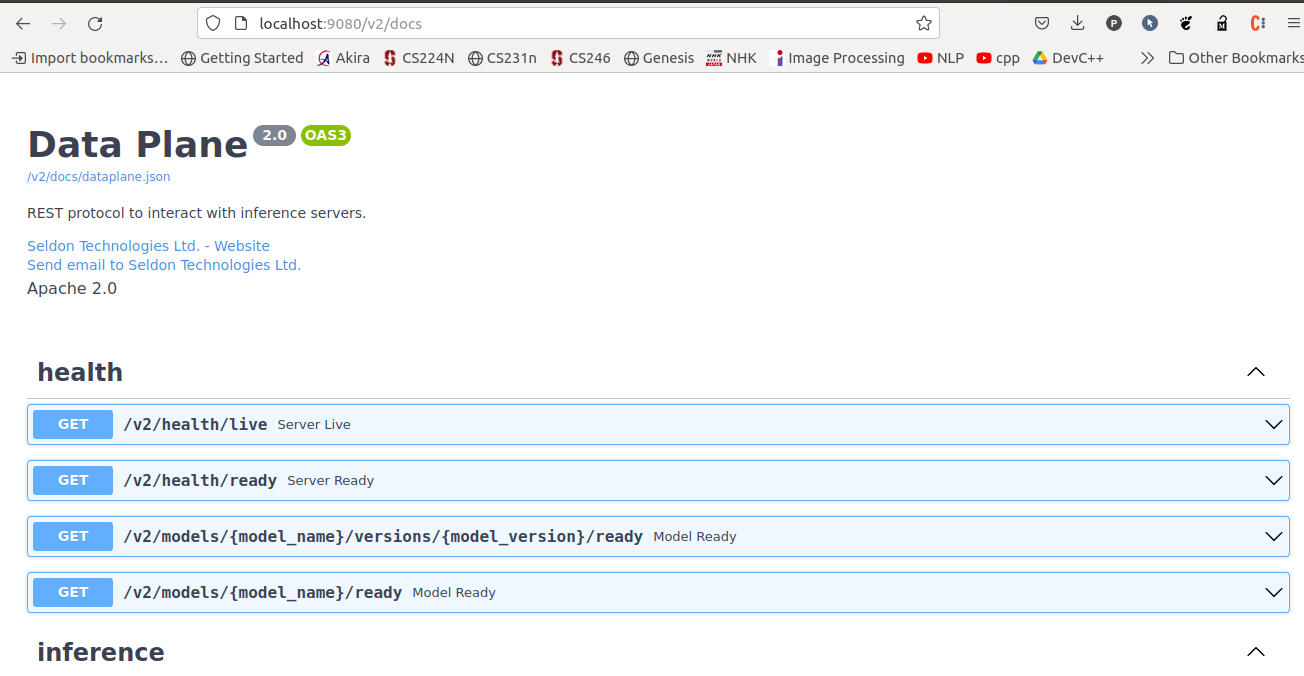 localhost:9080/v2/docs
Import bookmarks... Getting Started Akira CS224N CS231n CS246 Genesis NHK Image Processing NLP cpp DevC++ Other Bookmarks
Data Plane 2.0 OAS3
/v2/docs/dataplane.json
REST protocol to interact with inference servers.
Seldon Technologies Ltd. - Website
Send email to Seldon Technologies Ltd.
Apache 2.0
health
GET /v2/health/live Server Live
GET /v2/health/ready Server Ready
GET /v2/models/{model_name}/versions/{model_version}/ready Model Ready
GET /v2/models/{model_name}/ready Model Ready
inference